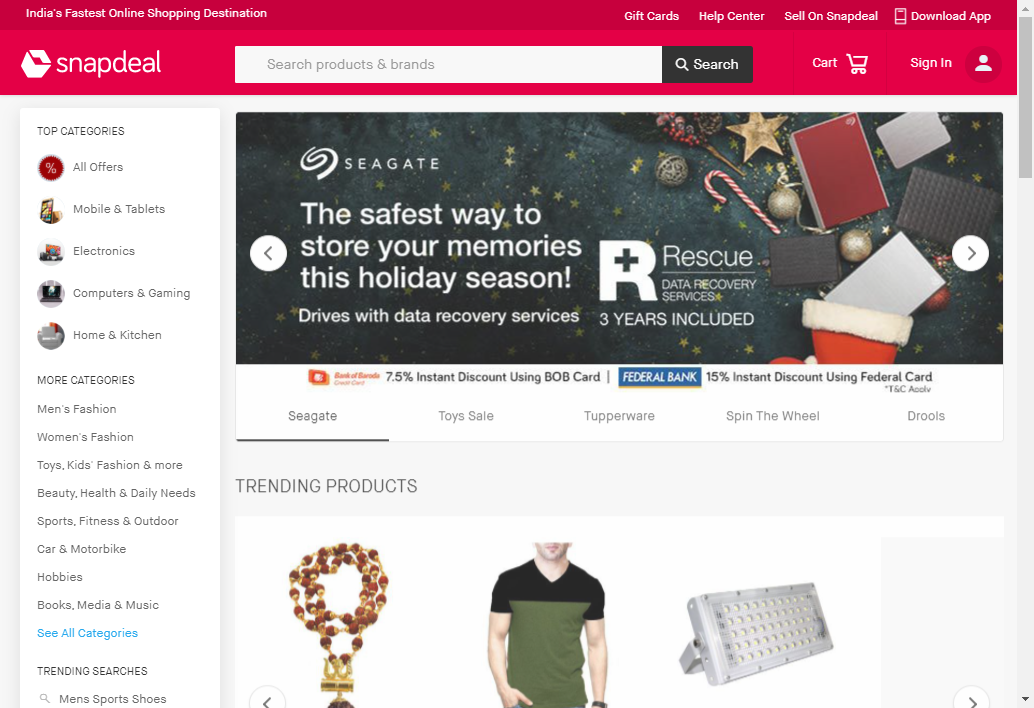 India's Fastest Online Shopping Destination
Gift Cards
Help Center
Sell On Snapdeal
Download App
snapdeal
Search products & brands
Search
Cart
Sign In
TOP CATEGORIES
All Offers
Mobile & Tablets
Electronics
Computers & Gaming
Home & Kitchen
MORE CATEGORIES
Men's Fashion
Women's Fashion
Toys, Kids' Fashion & more
Beauty, Health & Daily Needs
Sports, Fitness & Outdoor
Car & Motorbike
Hobbies
Books, Media & Music
See All Categories
TRENDING SEARCHES
Mens Sports Shoes
SEAGATE
The safest way to
store your memories
this holiday season!
Drives with data recovery services
R Rescue
DATA RECOVERY
SERVICES
3 YEARS INCLUDED
Bank of Baroda
Credit Card
7.5% Instant Discount Using BOB Card |
FEDERAL BANK
15% Instant Discount Using Federal Card
*T&C Apply
Seagate
Toys Sale
Tupperware
Spin The Wheel
Drools
TRENDING PRODUCTS